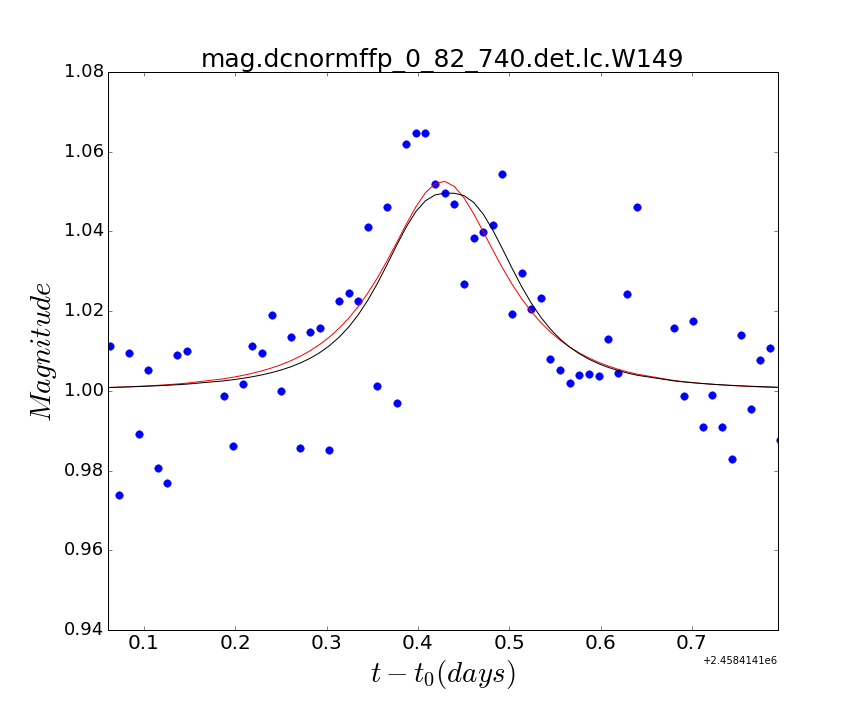 mag.dcnormffp_0_82_740.det.lc.W149
1.08
1.06
1.04
1.02
1.00
0.98
0.96
0.94
Magnitude
0.1 0.2 0.3 0.4 0.5 0.6 0.7
+2.4584141e6
t − t₀(days)